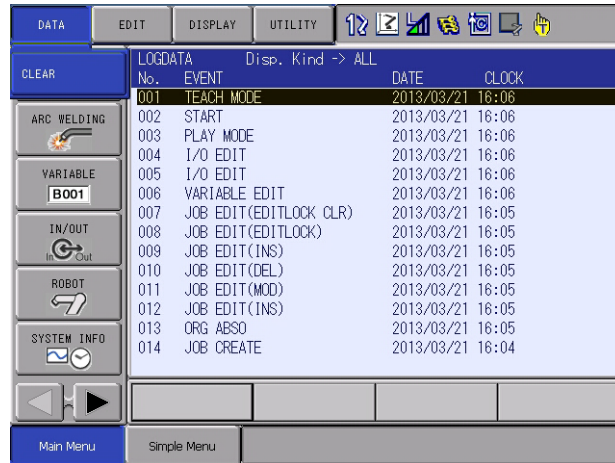 DATA EDIT DISPLAY UTILITY
CLEAR
LOGDATA Disp. Kind -> ALL
No. EVENT DATE CLOCK
001 TEACH MODE 2013/03/21 16:06
002 START 2013/03/21 16:06
003 PLAY MODE 2013/03/21 16:06
004 I/O EDIT 2013/03/21 16:06
005 I/O EDIT 2013/03/21 16:06
006 VARIABLE EDIT 2013/03/21 16:06
007 JOB EDIT(EDITLOCK CLR) 2013/03/21 16:05
008 JOB EDIT(EDITLOCK) 2013/03/21 16:05
009 JOB EDIT(INS) 2013/03/21 16:05
010 JOB EDIT(DEL) 2013/03/21 16:05
011 JOB EDIT(MOD) 2013/03/21 16:05
012 JOB EDIT(INS) 2013/03/21 16:05
013 ORG ABSO 2013/03/21 16:05
014 JOB CREATE 2013/03/21 16:04
ARC WELDING
VARIABLE
B001
IN/OUT
In Out
ROBOT
SYSTEM INFO
Main Menu Simple Menu